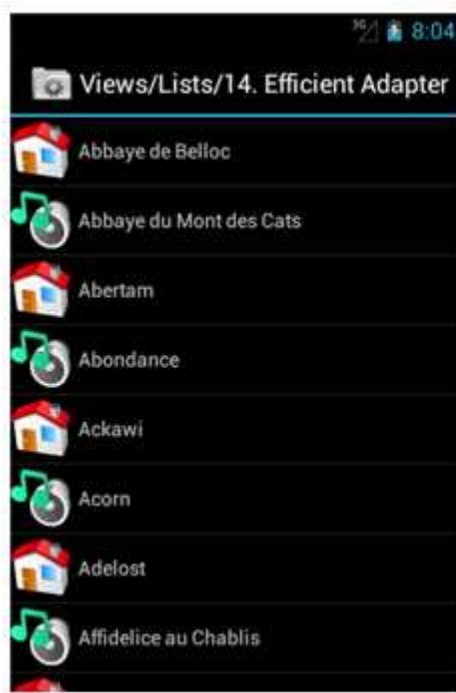 3G 8:04
Views/Lists/14. Efficient Adapter
Abbaye de Belloc
Abbaye du Mont des Cats
Abertam
Abondance
Ackawi
Acorn
Adelost
Affidelice au Chablis